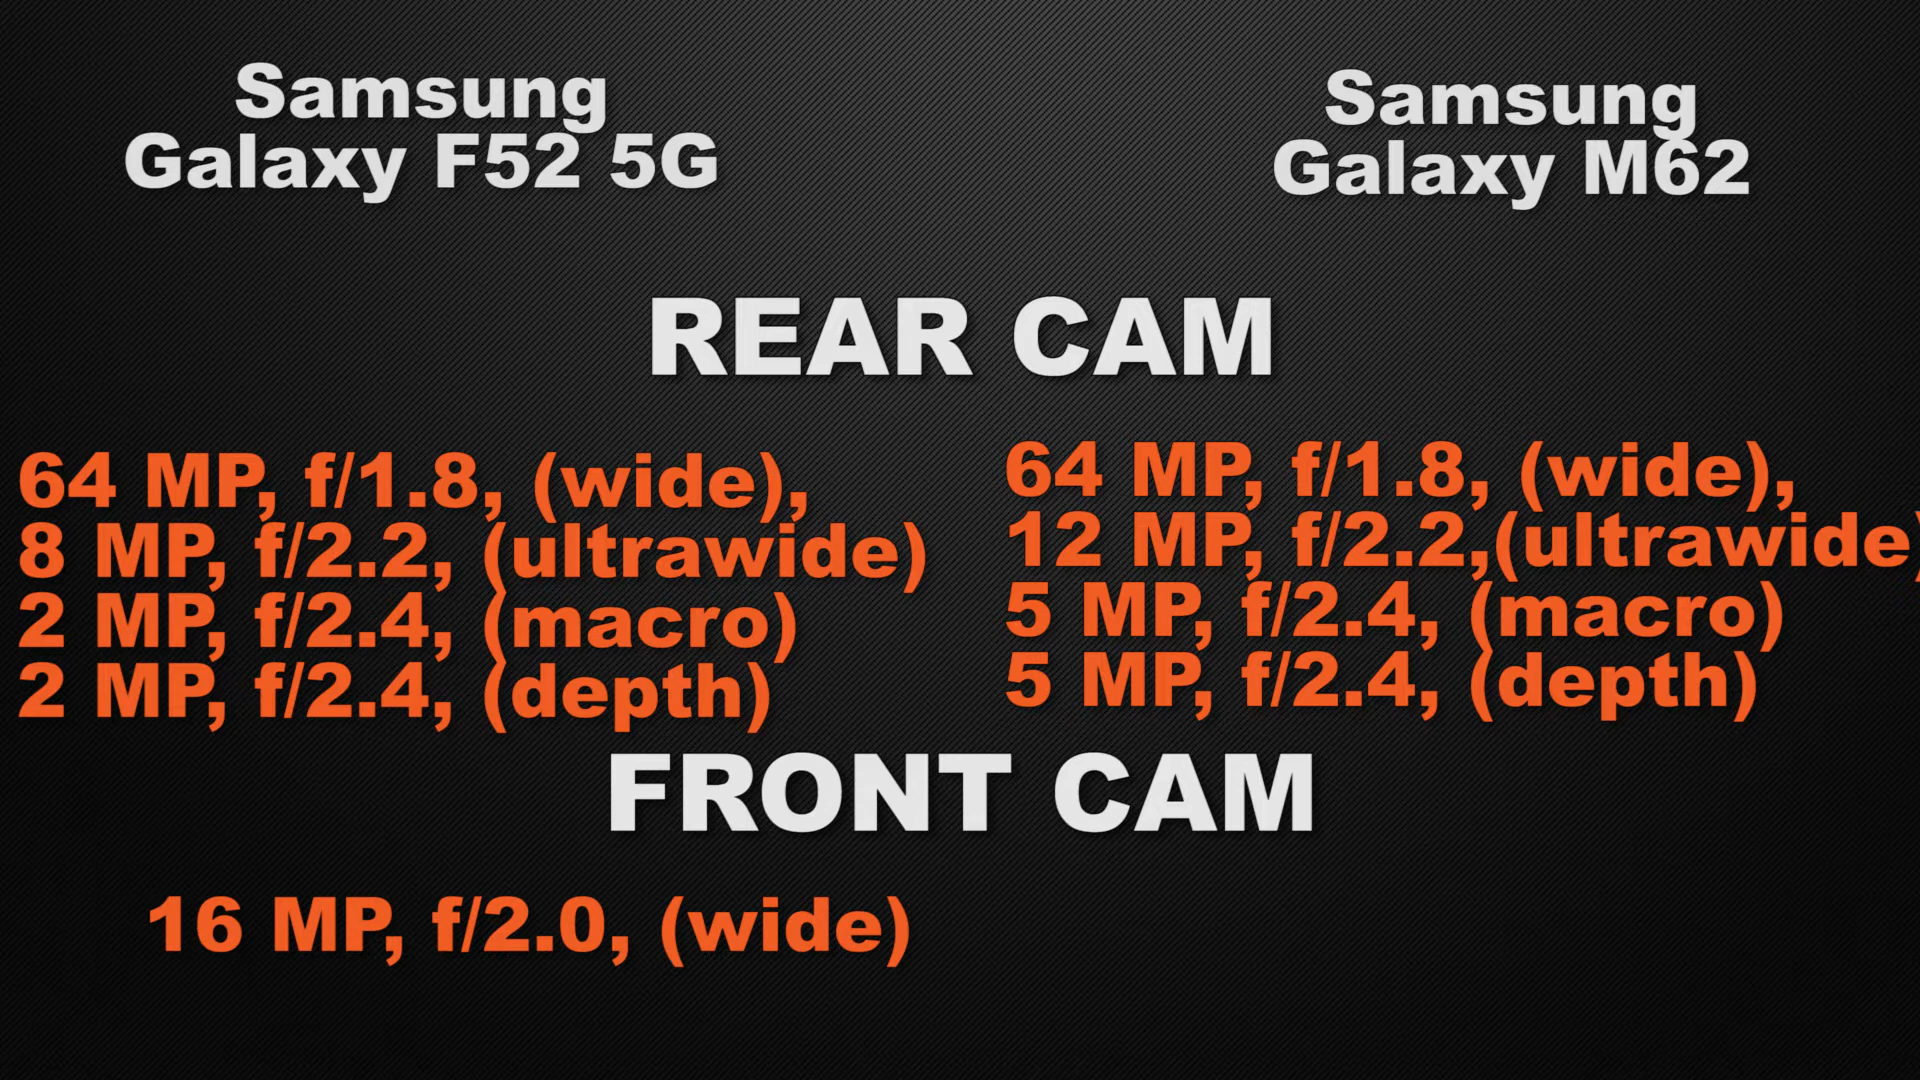 Samsung
Galaxy F52 5G
Samsung
Galaxy M62
REAR CAM
64 MP, f/1.8, (wide),
8 MP, f/2.2, (ultrawide)
2 MP, f/2.4, (macro)
2 MP, f/2.4, (depth)
64 MP, f/1.8, (wide),
12 MP, f/2.2,(ultrawide)
5 MP, f/2.4, (macro)
5 MP, f/2.4, (depth)
FRONT CAM
16 MP, f/2.0, (wide)